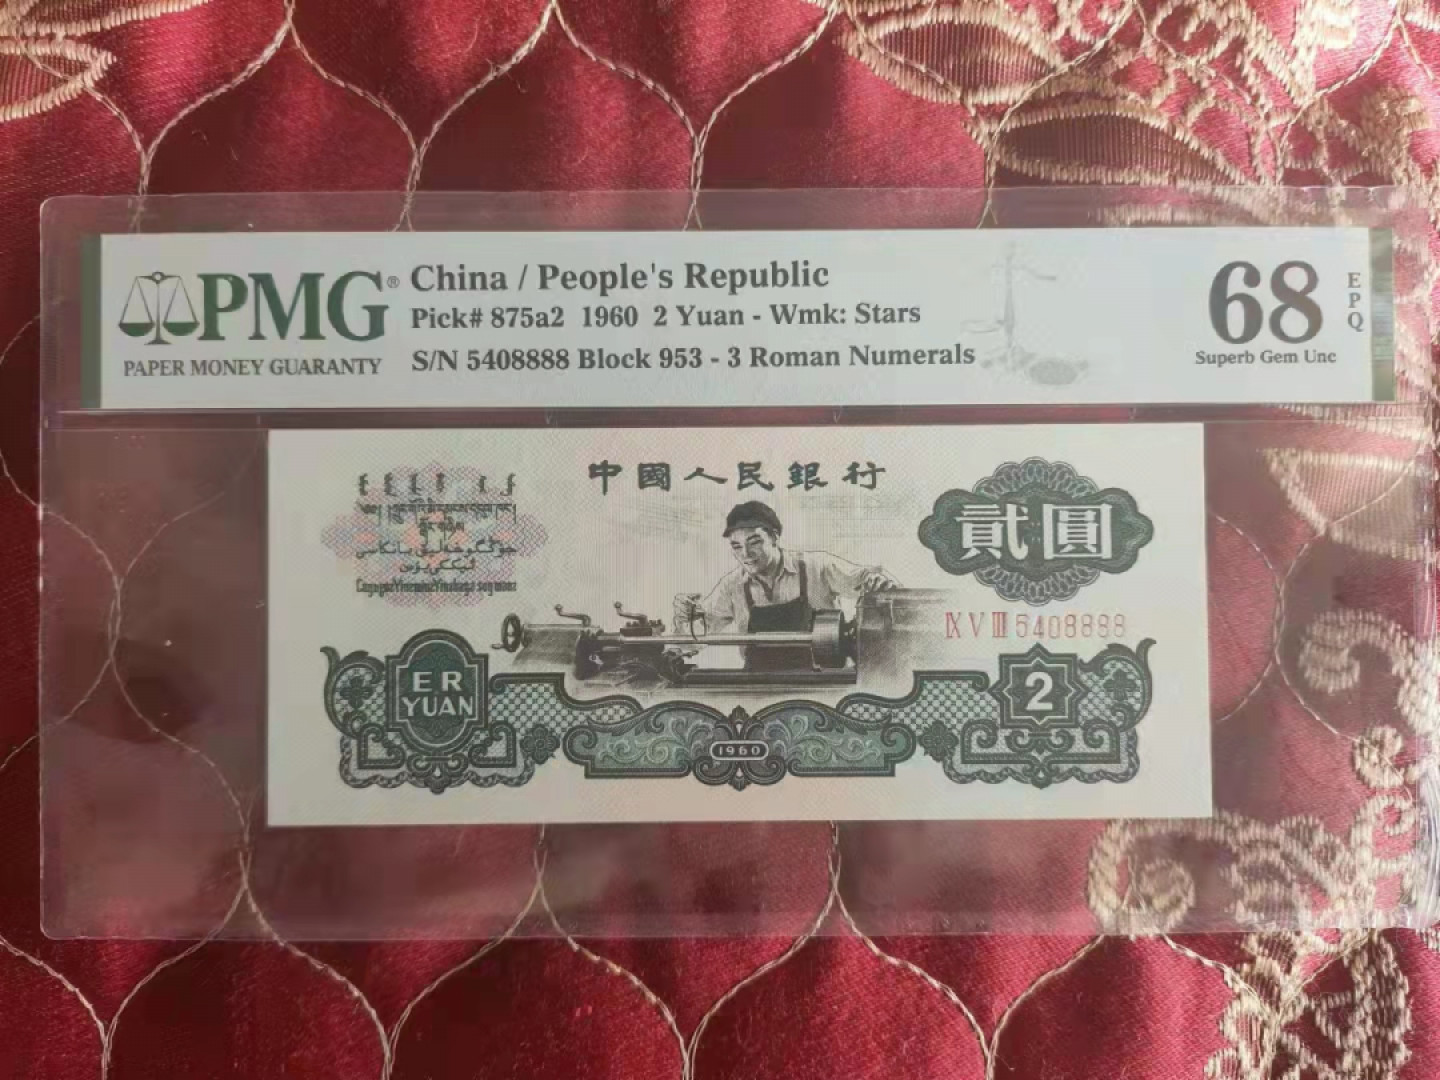 PMG®
PAPER MONEY GUARANTY
China / People's Republic
Pick# 875a2 1960 2 Yuan - Wmk: Stars
S/N 5408888 Block 953 - 3 Roman Numerals
68
EPQ
Superb Gem Unc
中國人民銀行
貳圓
Ⅸ Ⅴ Ⅲ 5408888
ER
YUAN
2
1960